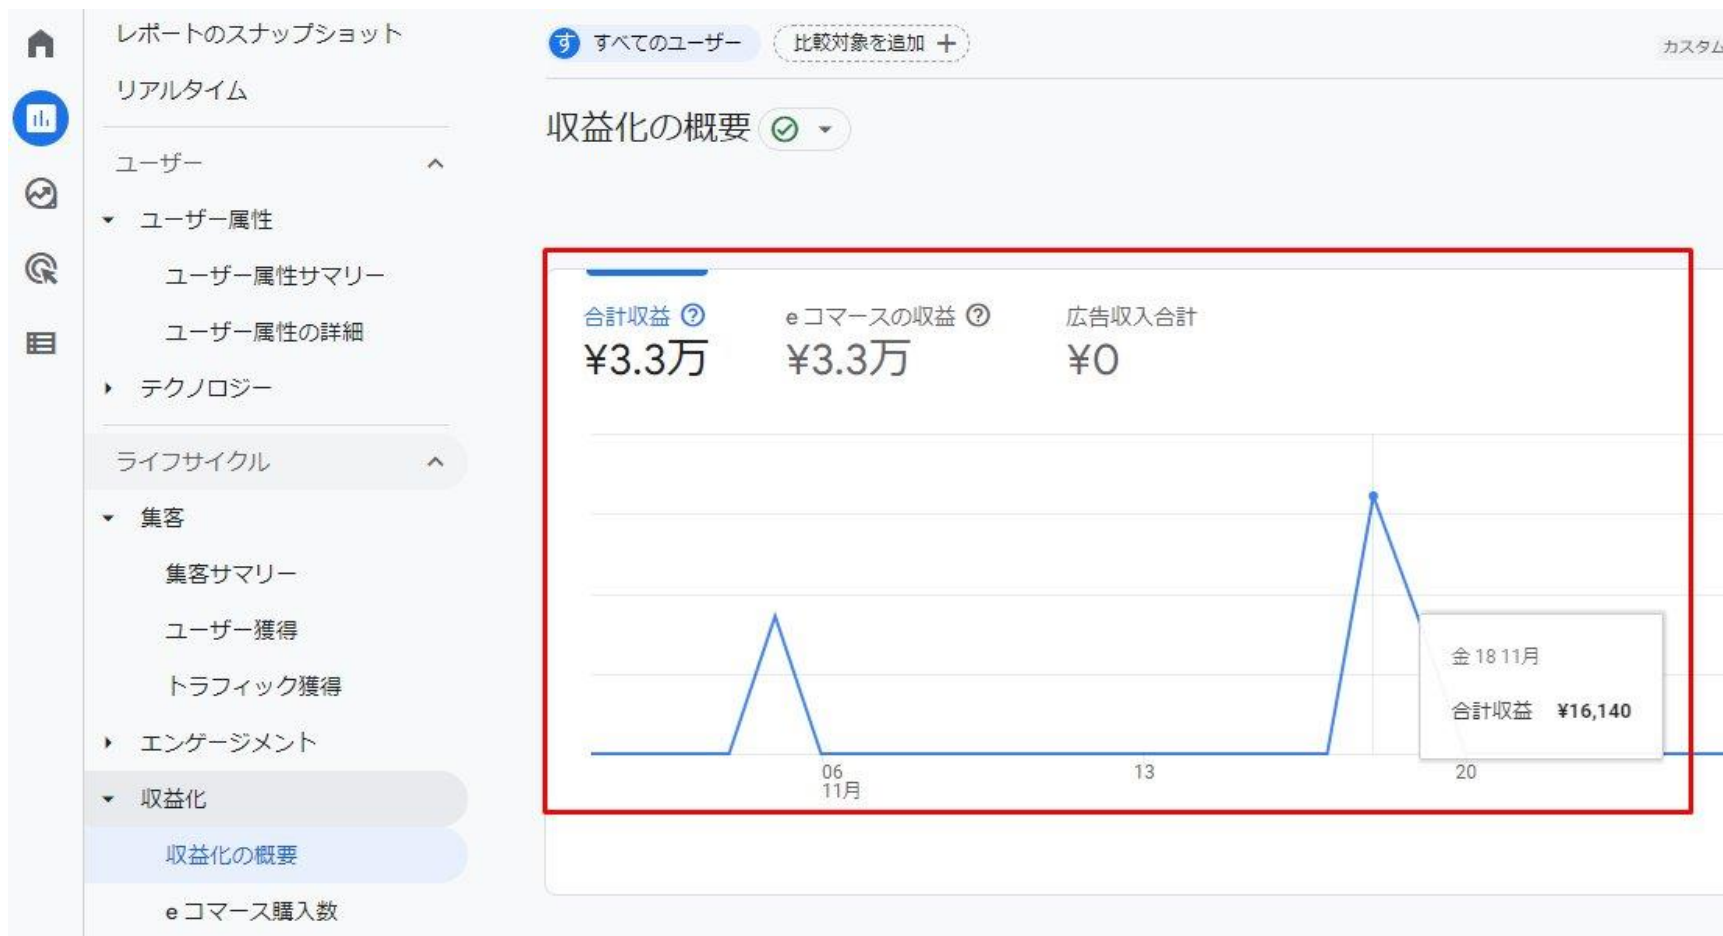 レポートのスナップショット
リアルタイム
ユーザー
ユーザー属性
ユーザー属性サマリー
ユーザー属性の詳細
テクノロジー
ライフサイクル
集客
集客サマリー
ユーザー獲得
トラフィック獲得
エンゲージメント
収益化
収益化の概要
e コマース購入数
す すべてのユーザー 比較対象を追加 +
カスタム
収益化の概要
合計収益 e コマースの収益 広告収入合計
¥3.3万 ¥3.3万 ¥0
金 18 11月
合計収益 ¥16,140
06 13 20
11月